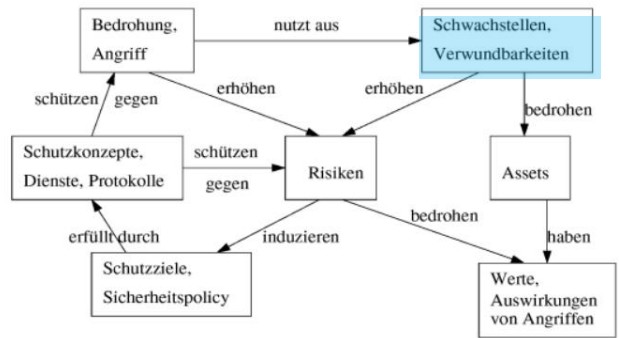 Bedrohung,
Angriff
nutzt aus
Schwachstellen,
Verwundbarkeiten
schützen gegen
erhöhen
erhöhen
bedrohen
Schutzkonzepte,
Dienste, Protokolle
schützen
gegen
Risiken
Assets
erfüllt durch
induzieren
bedrohen
haben
Schutzziele,
Sicherheitspolicy
Werte,
Auswirkungen
von Angriffen